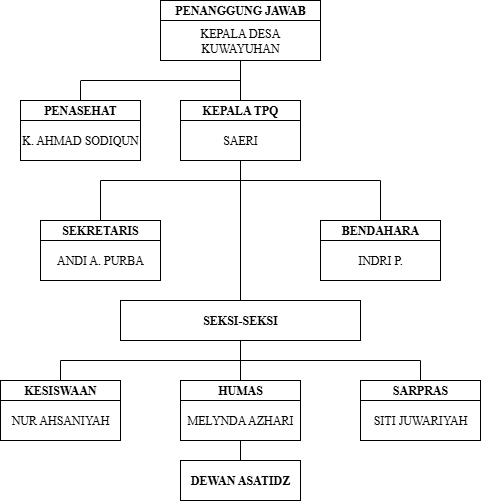 PENANGGUNG JAWAB
KEPALA DESA
KUWAYUHAN
PENASEHAT
K. AHMAD SODIQUN
KEPALA TPQ
SAERI
SEKRETARIS
ANDI A. PURBA
BENDAHARA
INDRI P.
SEKSI-SEKSI
KESISWAAN
NUR AHSANIYAH
HUMAS
MELYNDA AZHARI
SARPRAS
SITI JUWARIYAH
DEWAN ASATIDZ